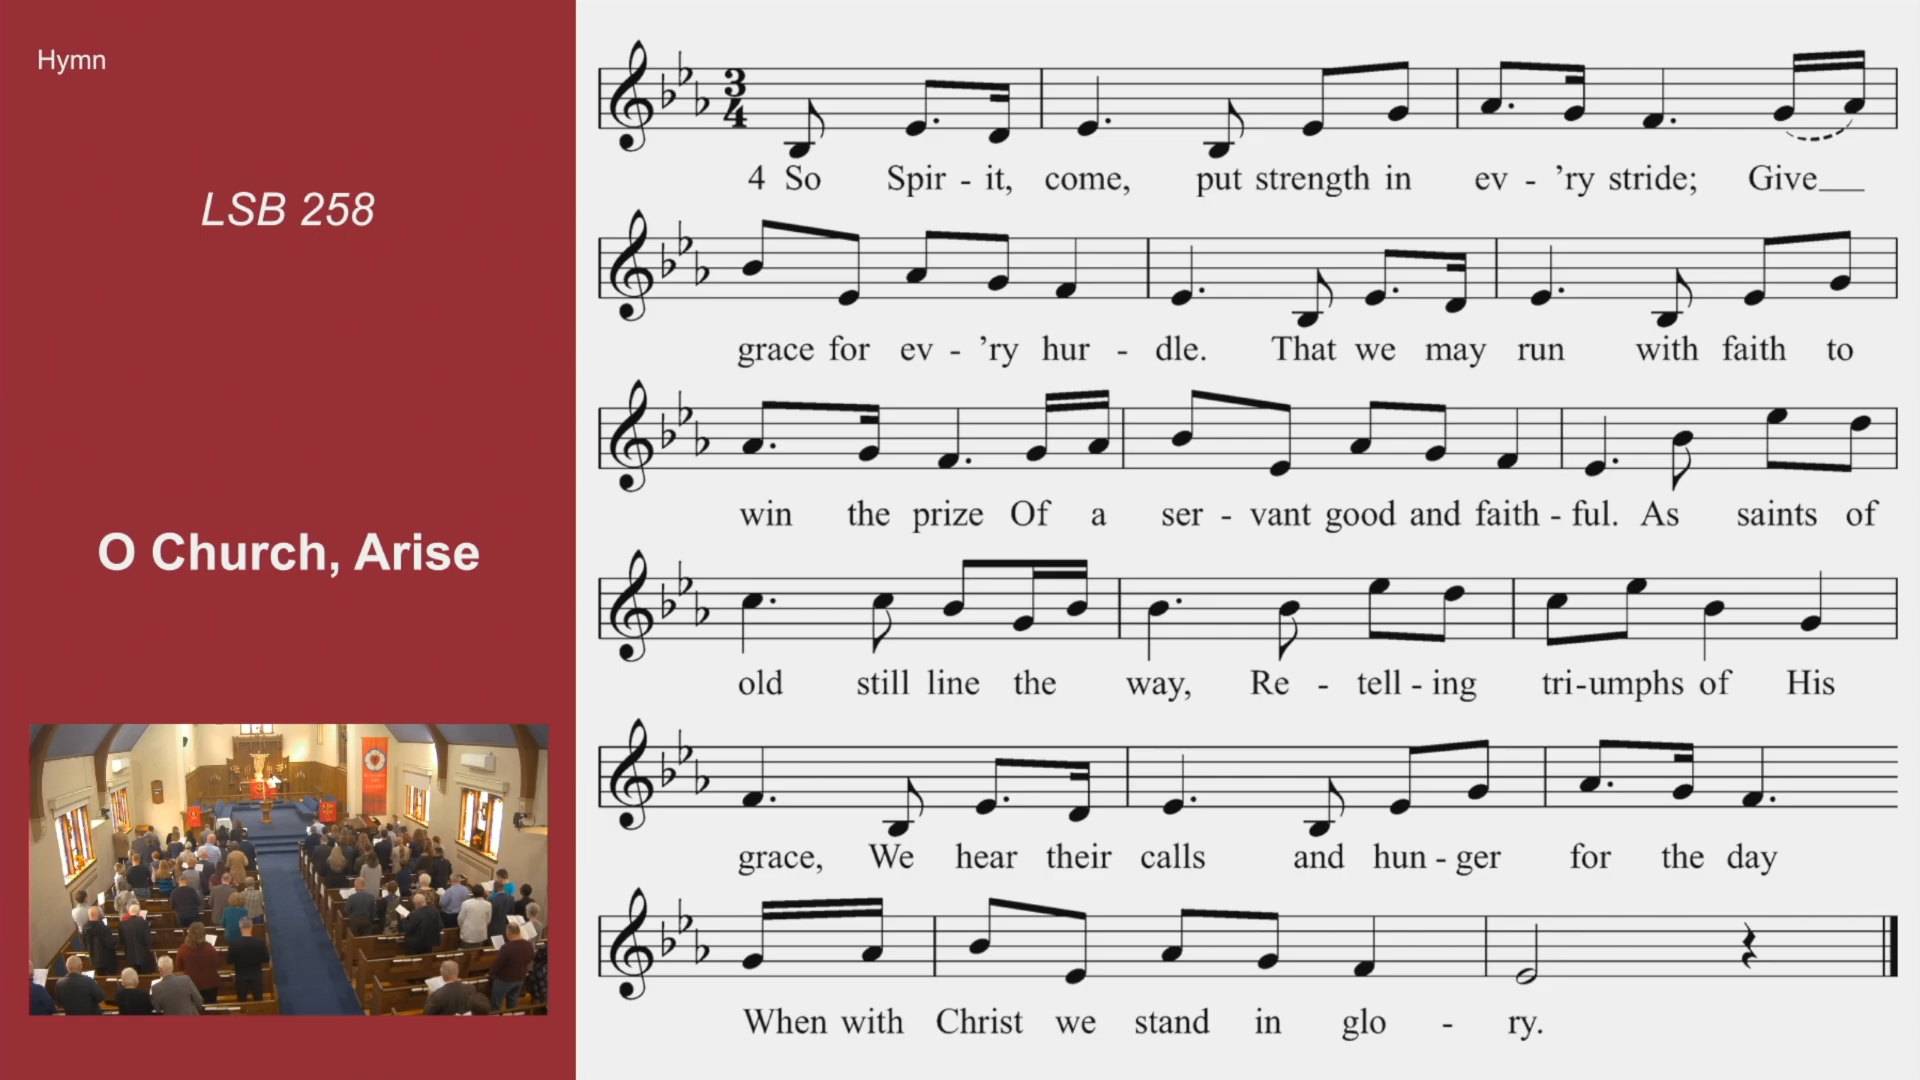 Hymn
LSB 258
O Church, Arise
4 So Spir - it, come, put strength in ev - ’ry stride; Give
grace for ev - ’ry hur - dle. That we may run with faith to
win the prize Of a ser - vant good and faith - ful. As saints of
old still line the way, Re - tell - ing tri - umphs of His
grace, We hear their calls and hun - ger for the day
When with Christ we stand in glo - ry.